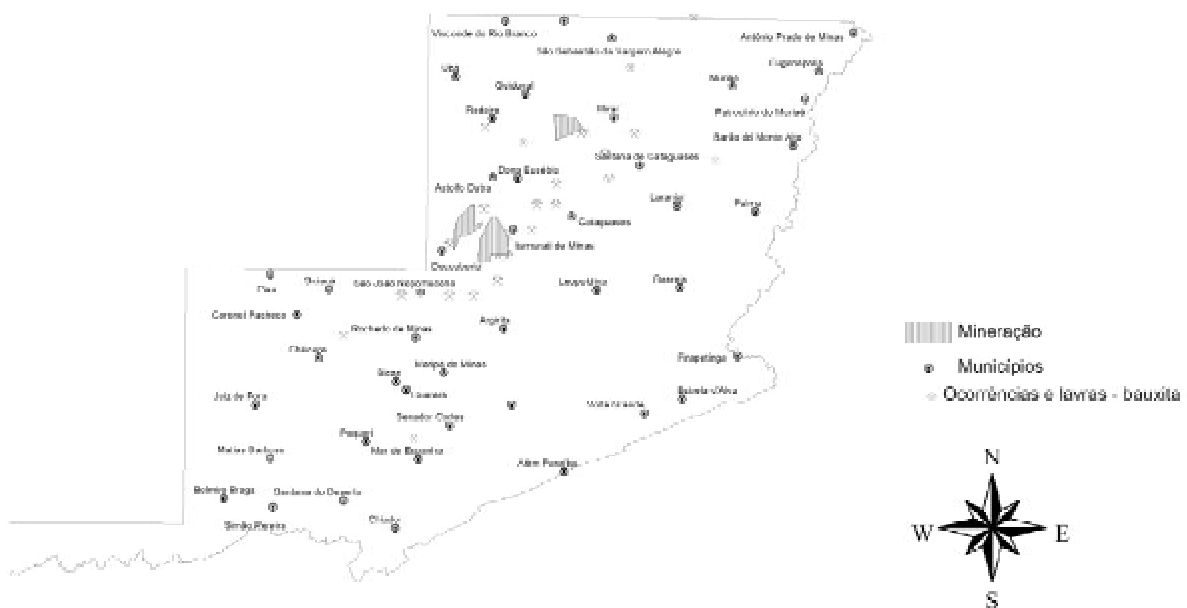 Visconde do Rio Branco
São Sebastião da Vargem Alegre
Antônio Prado de Minas
Eugenópolis
Ubá
Guidoval
Rodeiro
Miraí
Patrocínio do Muriaé
Barão del Monte Alto
Santana de Cataguases
Dona Eusébio
Astolfo Dutra
Laranjal
Palma
Cataguases
Itamarati de Minas
Descoberto
São João Nepomuceno
Guarará
Leopoldina
Recreio
Coronel Pacheco
Argirita
Rochedo de Minas
Chácara
Maripá de Minas
Bicas
Pirapetinga
Juiz de Fora
Estrela d'Alva
Volta Grande
Senador Cortes
Pequeri
Mar de Espanha
Matias Barbosa
Além Paraíba
Belmiro Braga
Santana do Deserto
Simão Pereira
Chiador
Mineração
Municípios
Ocorrências e lavras - bauxita
N
W
E
S